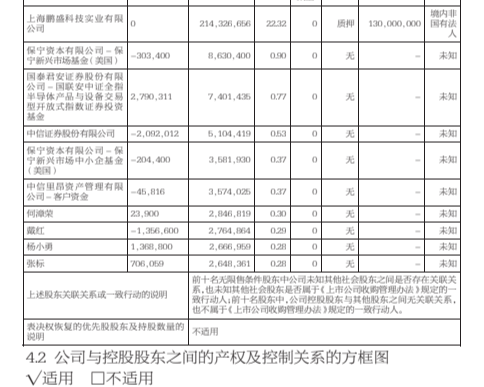 上海鹏盛科技实业有限公司 0 214,326,656 22.32 0 质押 130,000,000 境内非国有法人
保宁资本有限公司-保宁新兴市场基金(美国) -303,400 8,630,400 0.90 0 无 - 未知
国泰君安证券股份有限公司-国联安中证全指半导体产品与设备交易型开放式指数证券投资基金 2,790,311 7,401,435 0.77 0 无 - 未知
中信证券股份有限公司 -2,092,012 5,104,419 0.53 0 无 - 未知
保宁资本有限公司-保宁新兴市场中小企基金(美国) -204,400 3,581,930 0.37 0 无 - 未知
中信里昂资产管理有限公司-客户资金 -45,816 3,574,025 0.37 0 无 - 未知
何漳荣 23,900 2,846,819 0.30 0 无 - 未知
戴红 -1,356,600 2,764,864 0.29 0 无 - 未知
杨小勇 1,368,800 2,666,959 0.28 0 无 - 未知
张标 706,059 2,648,361 0.28 0 无 - 未知
上述股东关联关系或一致行动的说明
前十名无限售条件股东中公司未知其他社会股东之间是否存在关联关
系,也未知其他社会股东是否属于《上市公司收购管理办法》规定的一
致行动人;前十名股东中,公司控股股东与其他股东之间无关联关系,
也不属于《上市公司收购管理办法》规定的一致行动人。
表决权恢复的优先股股东及持股数量的说明 不适用
4.2 公司与控股股东之间的产权及控制关系的方框图
√适用 □不适用